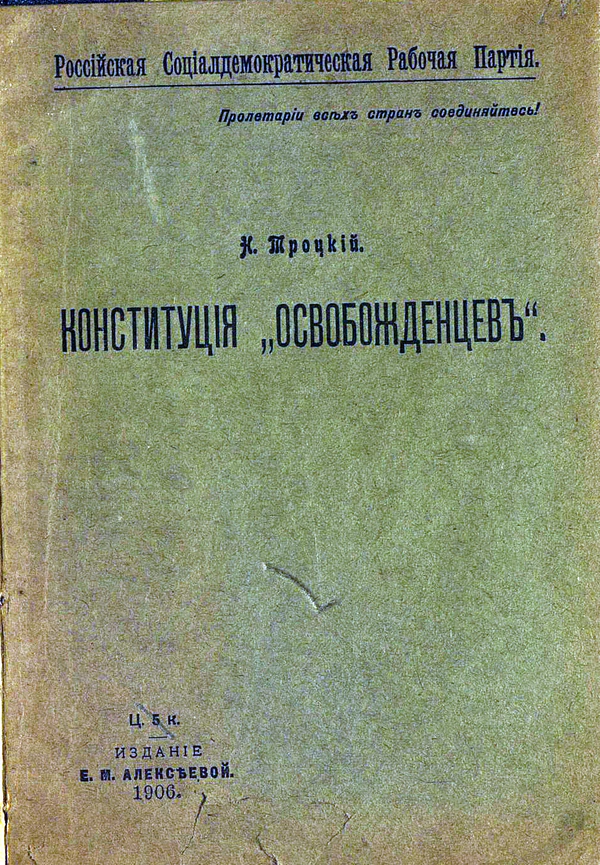 Россійская Соціалдемократическая Рабочая Партія.
Пролетаріи всѣхъ странъ соединяйтесь!
Н. Троцкій.
КОНСТИТУЦІЯ „ОСВОБОЖДЕНЦЕВЪ“.
Ц. 5 к.
ИЗДАНІЕ
Е. М. АЛЕКСѢЕВОЙ.
1906.